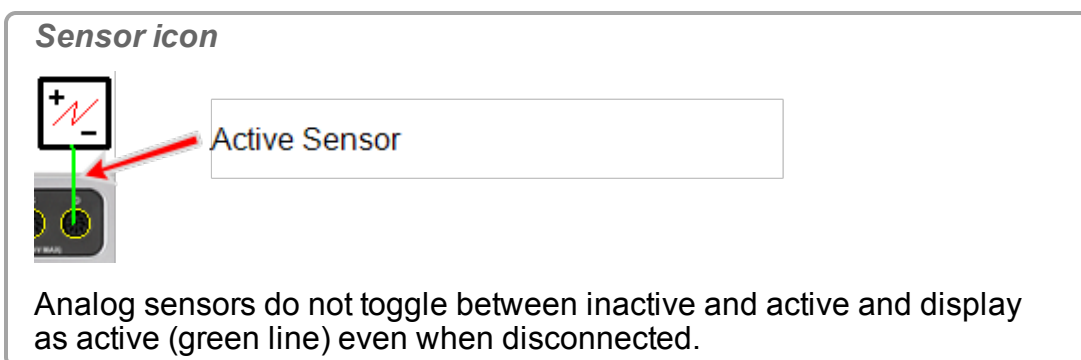 Sensor icon
Active Sensor
Analog sensors do not toggle between inactive and active and display
as active (green line) even when disconnected.